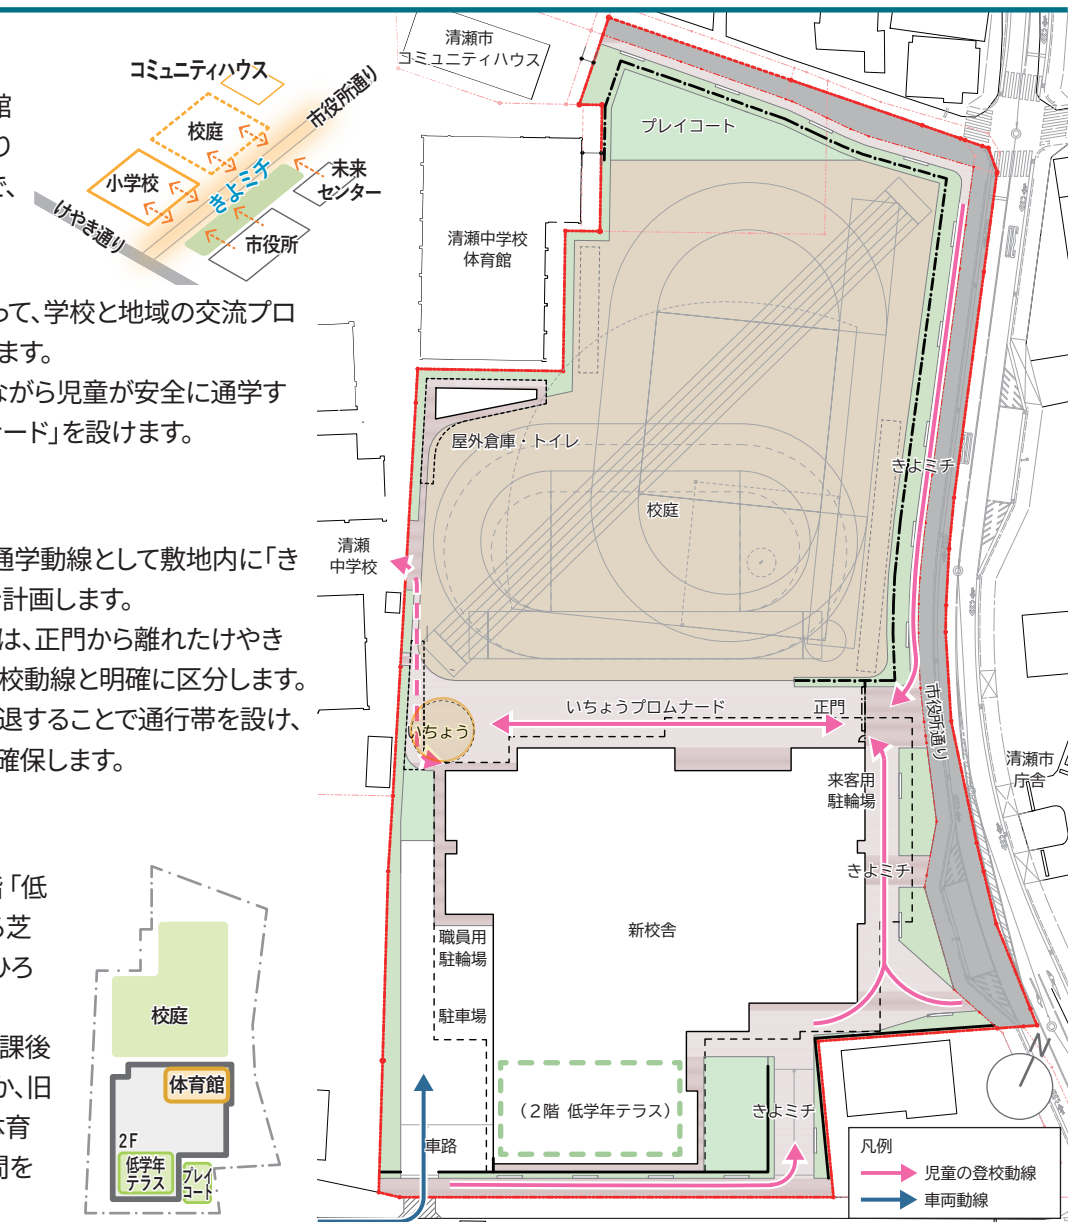 コミュニティハウス
校庭
市役所通り
小学校
きよミチ
未来
センター
けやき通り
市役所
館
り
で、
って、学校と地域の交流プロ
ます。
ながら児童が安全に通学す
ード」を設けます。
通学動線として敷地内に「き
計画します。
は、正門から離れたけやき
校動線と明確に区分します。
退することで通行帯を設け、
確保します。
「低
る芝
ひろ
課後
か、旧
体育
間を
校庭
体育館
2F
低学年
テラス
プレイ
コート
清瀬市
コミュニティハウス
プレイコート
清瀬中学校
体育館
屋外倉庫・トイレ
きよミチ
校庭
清瀬
中学校
いちょう
いちょうプロムナード
正門
市役所通り
清瀬市
庁舎
来客用
駐輪場
きよミチ
新校舎
職員用
駐輪場
駐車場
(2階 低学年テラス)
きよミチ
車路
N
凡例
児童の登校動線
車両動線